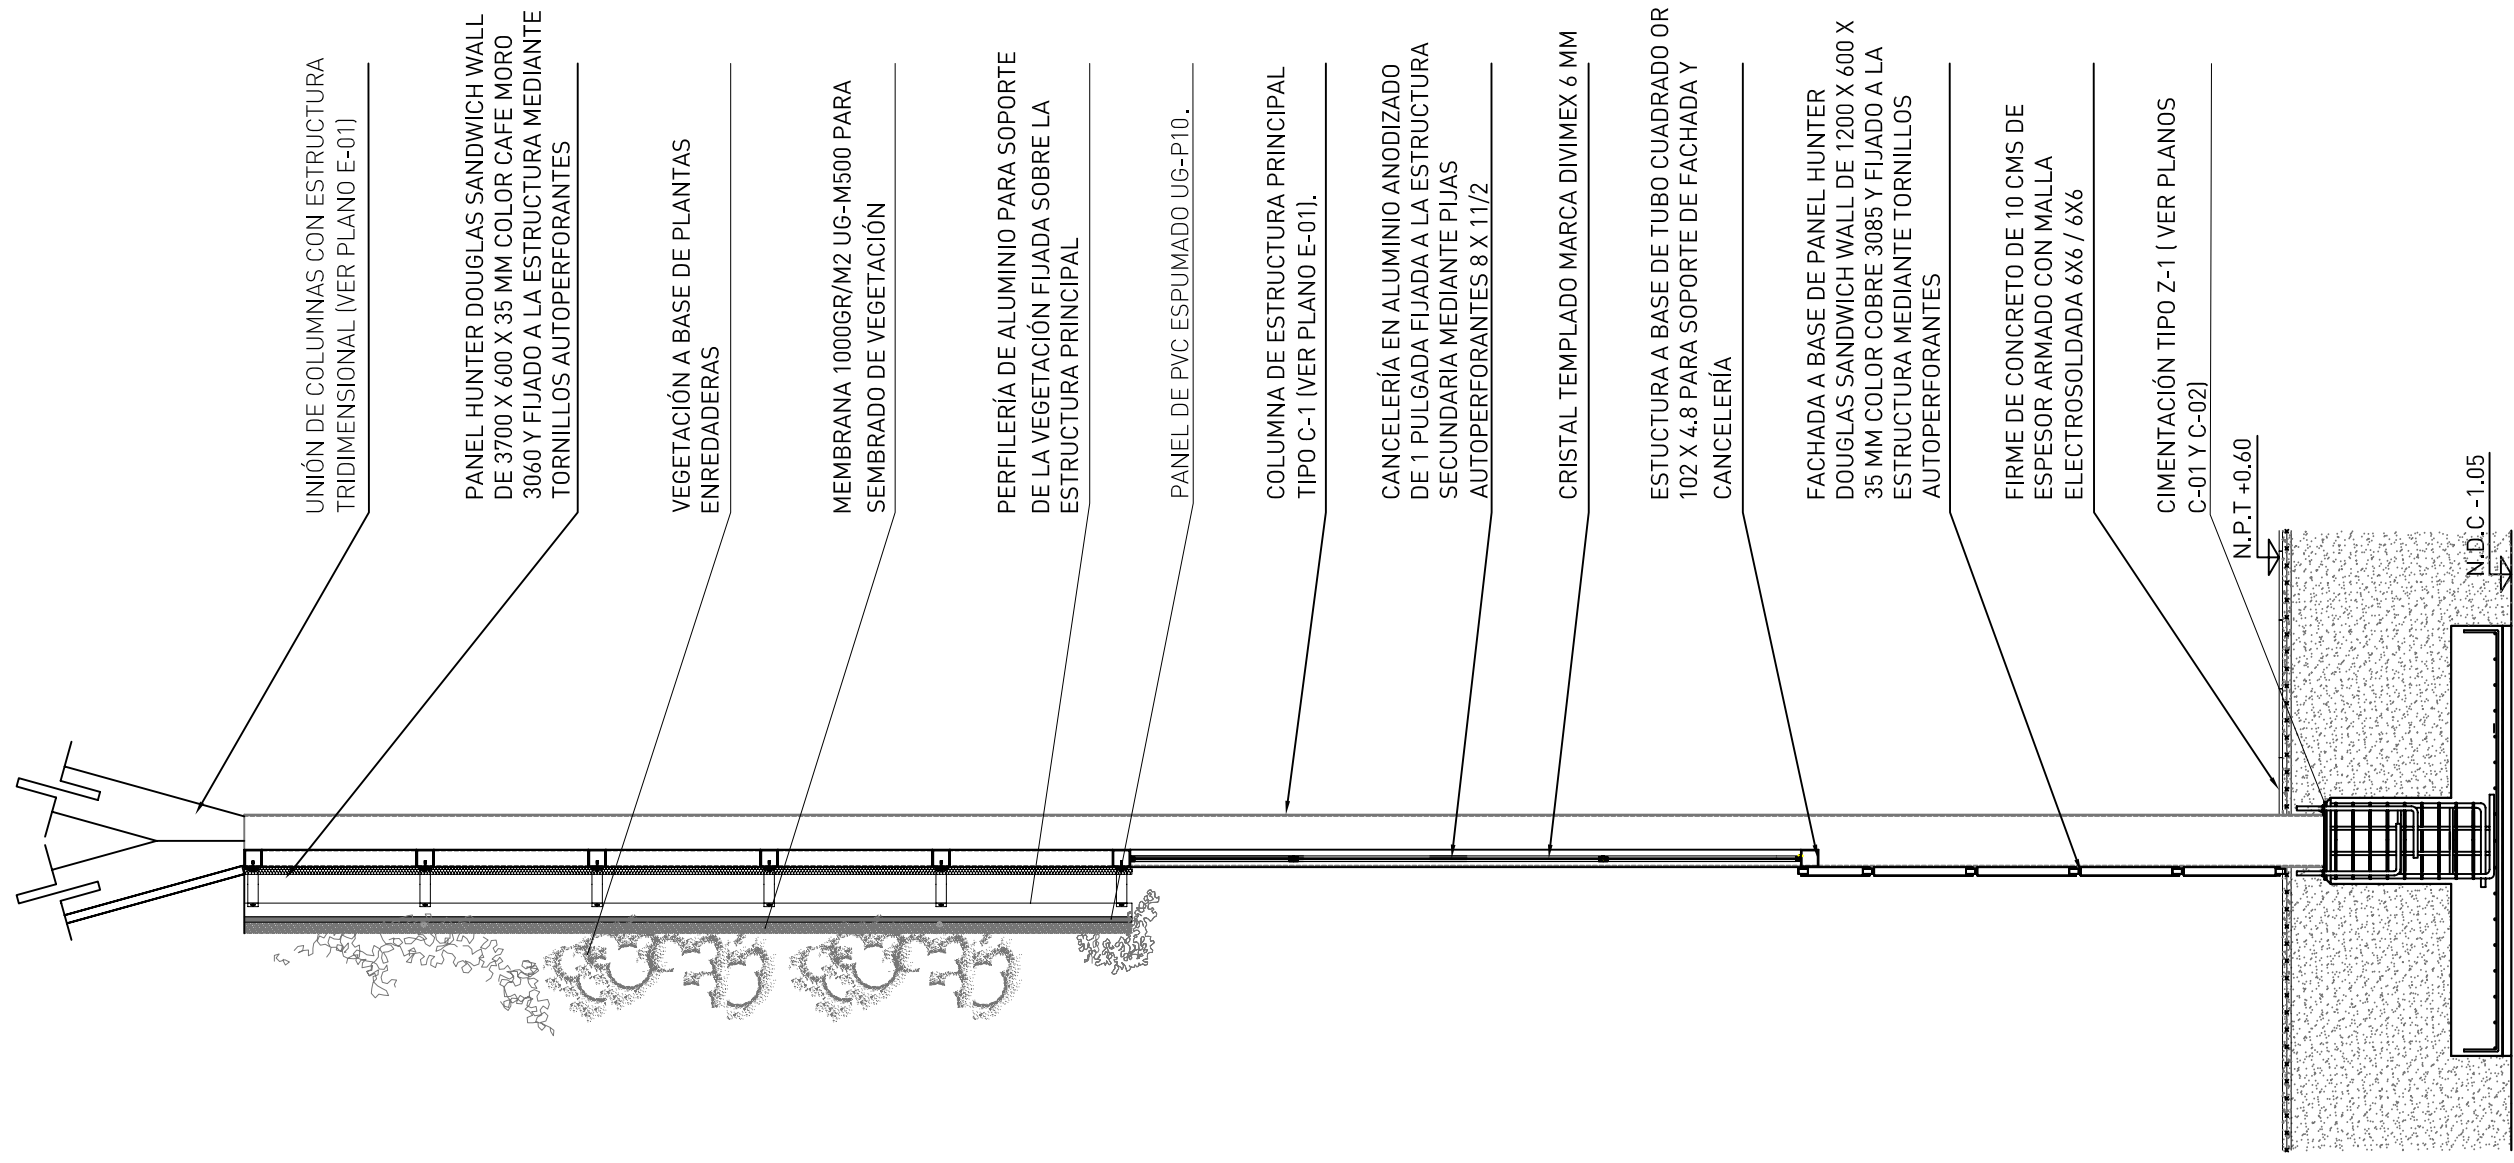 UNIÓN DE COLUMNAS CON ESTRUCTURA
TRIDIMENSIONAL (VER PLANO E-01)
PANEL HUNTER DOUGLAS SANDWICH WALL
DE 3700 X 600 X 35 MM COLOR CAFE MORO
3060 Y FIJADO A LA ESTRUCTURA MEDIANTE
TORNILLOS AUTOPERFORANTES
VEGETACIÓN A BASE DE PLANTAS
ENREDADERAS
MEMBRANA 1000GR/M2 UG-M500 PARA
SEMBRADO DE VEGETACIÓN
PERFILERÍA DE ALUMINIO PARA SOPORTE
DE LA VEGETACIÓN FIJADA SOBRE LA
ESTRUCTURA PRINCIPAL
PANEL DE PVC ESPUMADO UG-P10.
COLUMNA DE ESTRUCTURA PRINCIPAL
TIPO C-1 (VER PLANO E-01).
CANCELERÍA EN ALUMINIO ANODIZADO
DE 1 PULGADA FIJADA A LA ESTRUCTURA
SECUNDARIA MEDIANTE PIJAS
AUTOPERFORANTES 8 X 11/2
CRISTAL TEMPLADO MARCA DIVIMEX 6 MM
ESTUCTURA A BASE DE TUBO CUADRADO OR
102 X 4.8 PARA SOPORTE DE FACHADA Y
CANCELERÍA
FACHADA A BASE DE PANEL HUNTER
DOUGLAS SANDWICH WALL DE 1200 X 600 X
35 MM COLOR COBRE 3085 Y FIJADO A LA
ESTRUCTURA MEDIANTE TORNILLOS
AUTOPERFORANTES
FIRME DE CONCRETO DE 10 CMS DE
ESPESOR ARMADO CON MALLA
ELECTROSOLDADA 6X6 / 6X6
CIMENTACIÓN TIPO Z-1 ( VER PLANOS
C-01 Y C-02)
N.P.T +0.60
N.D.C -1.05